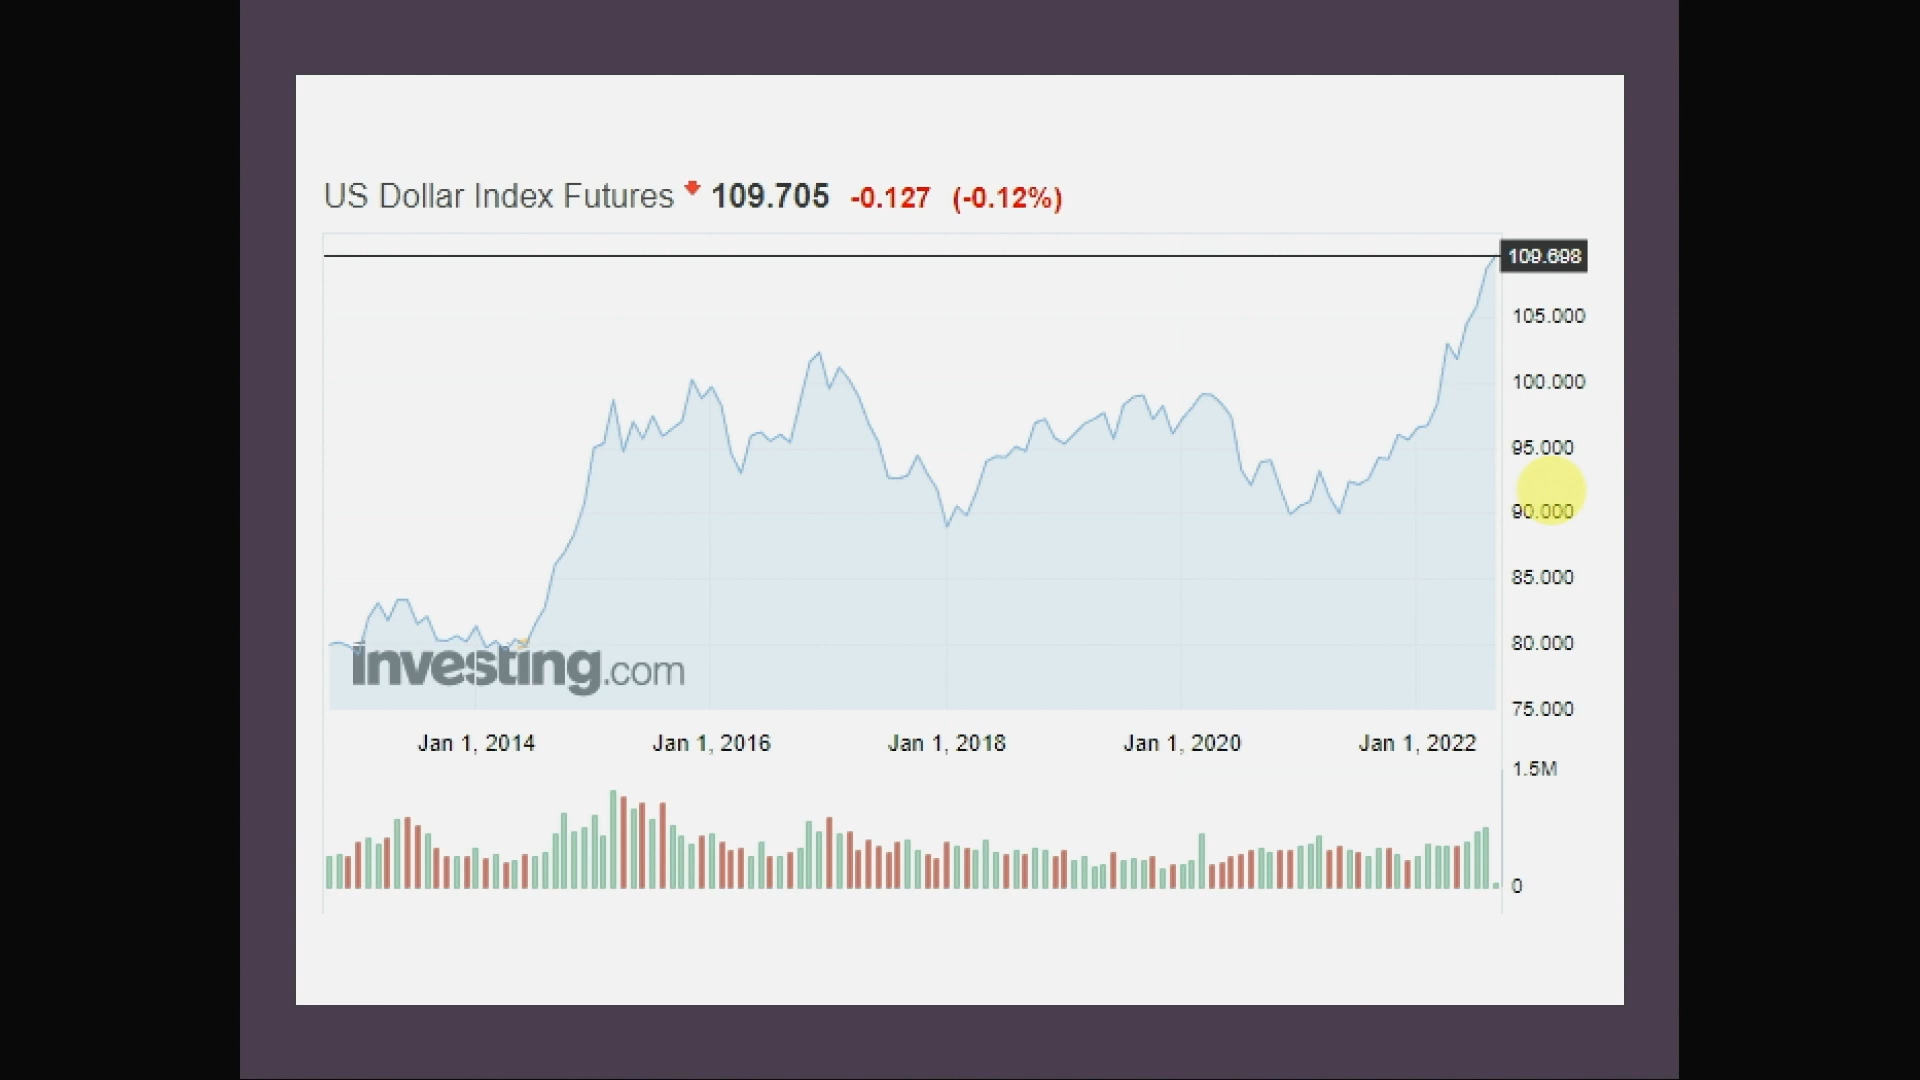 US Dollar Index Futures 109.705 -0.127 (-0.12%)
109.698
105.000
100.000
95.000
90.000
85.000
80.000
75.000
Investing.com
Jan 1, 2014 Jan 1, 2016 Jan 1, 2018 Jan 1, 2020 Jan 1, 2022
1.5M
0